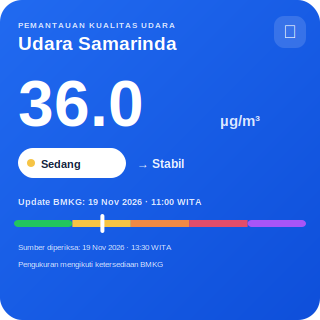 PEMANTAUAN KUALITAS UDARA
Udara Samarinda
36.0 µg/m³
Sedang → Stabil
Update BMKG: 19 Nov 2026 · 11:00 WITA
Sumber diperiksa: 19 Nov 2026 · 13:30 WITA
Pengukuran mengikuti ketersediaan BMKG